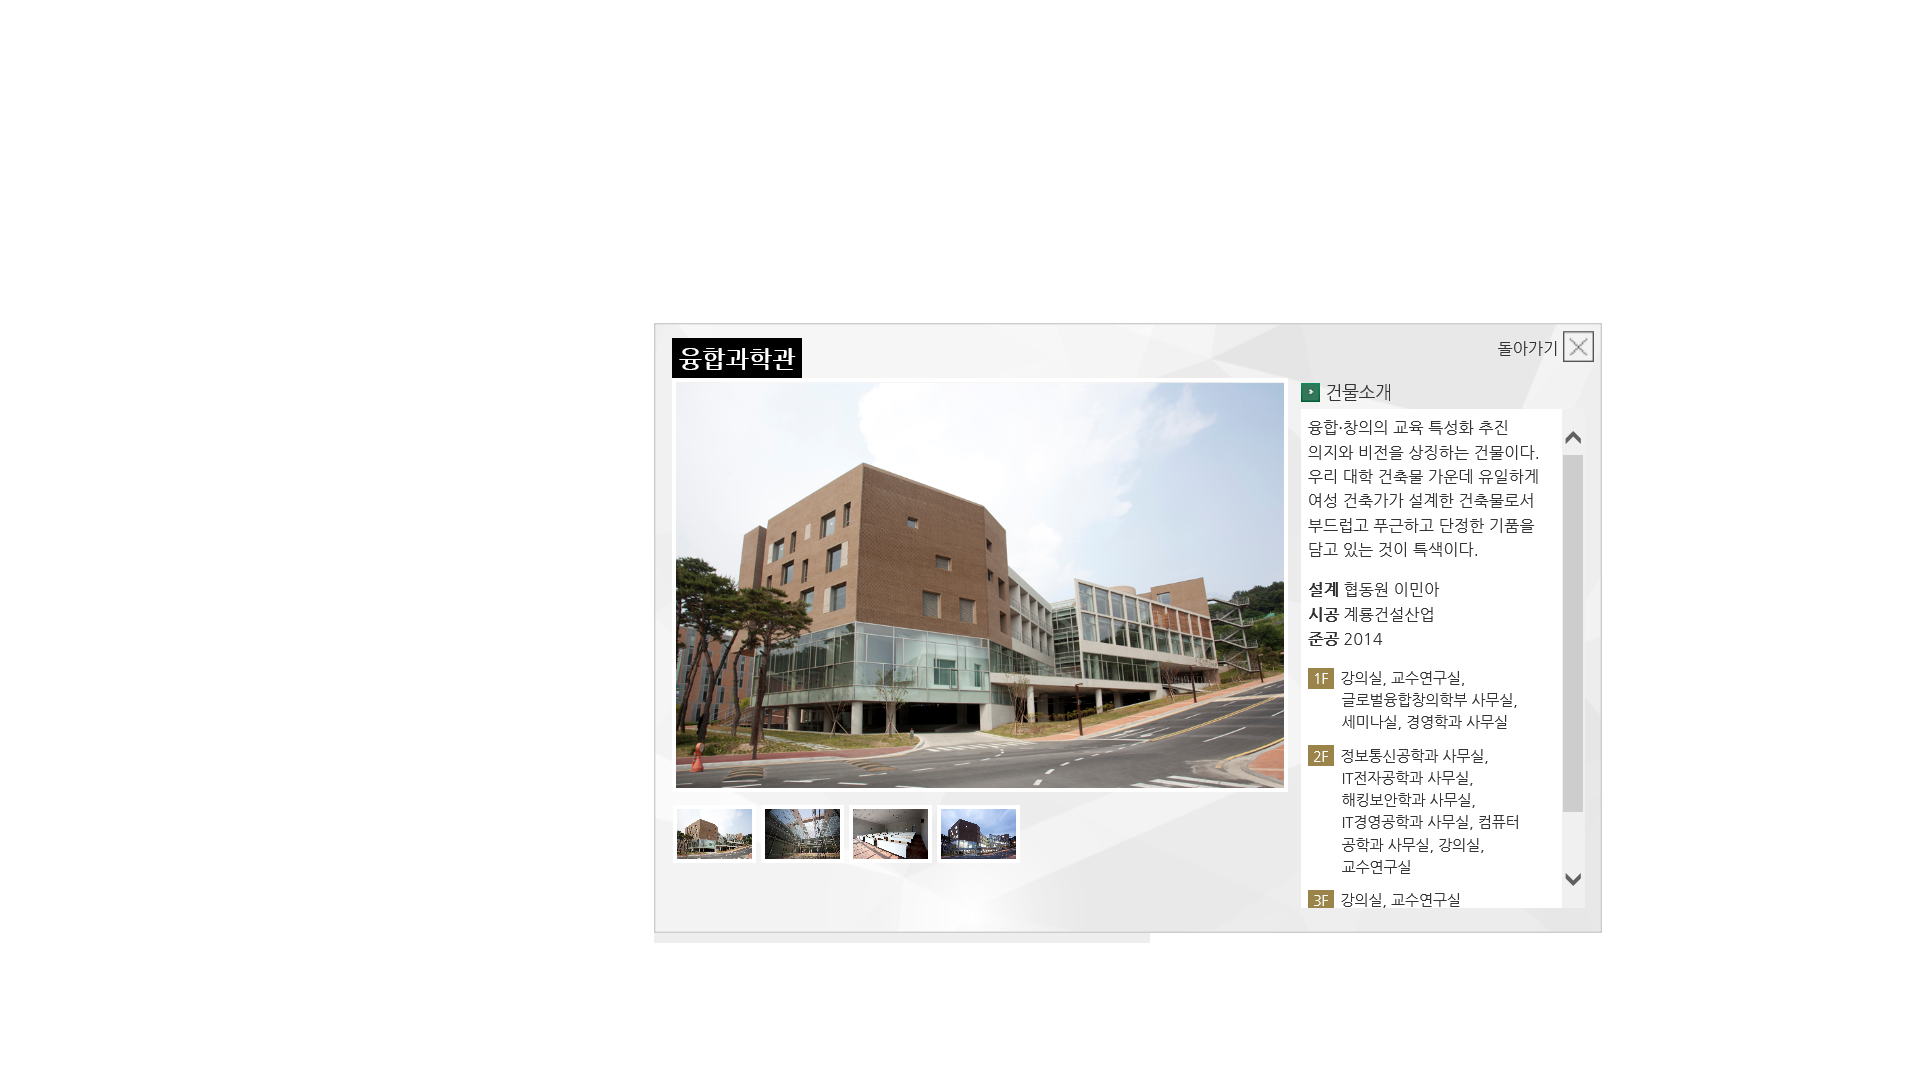 융합과학관
돌아가기
건물소개
융합·창의의 교육 특성화 추진
의지와 비전을 상징하는 건물이다.
우리 대학 건축물 가운데 유일하게
여성 건축가가 설계한 건축물로서
부드럽고 푸근하고 단정한 기품을
담고 있는 것이 특색이다.
설계 협동원 이민아
시공 계룡건설산업
준공 2014
1F 강의실, 교수연구실,
글로벌융합창의학부 사무실,
세미나실, 경영학과 사무실
2F 정보통신공학과 사무실,
IT전자공학과 사무실,
해킹보안학과 사무실,
IT경영공학과 사무실, 컴퓨터
공학과 사무실, 강의실,
교수연구실
3F 강의실, 교수연구실